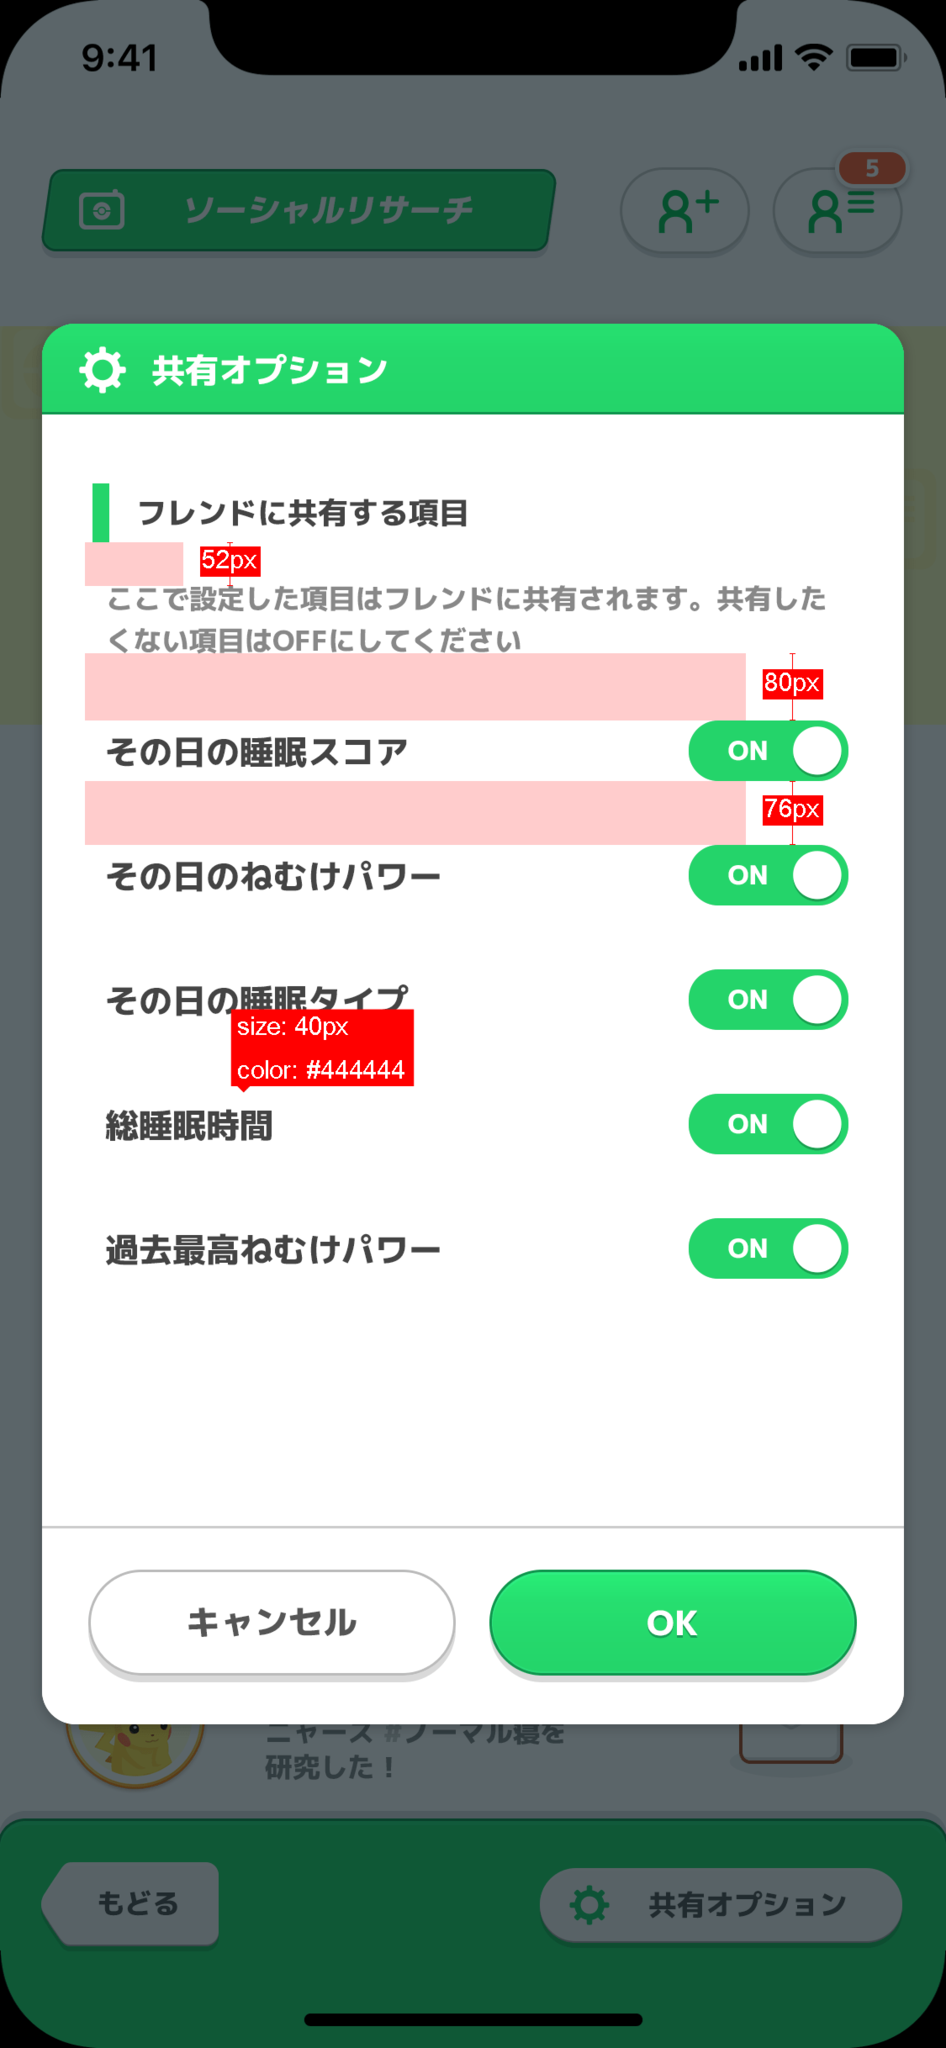 9:41
ソーシャルリサーチ
5
共有オプション
フレンドに共有する項目
52px
ここで設定した項目はフレンドに共有されます。共有した
くない項目はOFFにしてください
80px
その日の睡眠スコア ON
76px
その日のねむけパワー ON
その日の睡眠タイプ ON
size: 40px
color: #444444
総睡眠時間 ON
過去最高ねむけパワー ON
キャンセル OK
ニャース #ノーマル寝を
研究した！
もどる 共有オプション